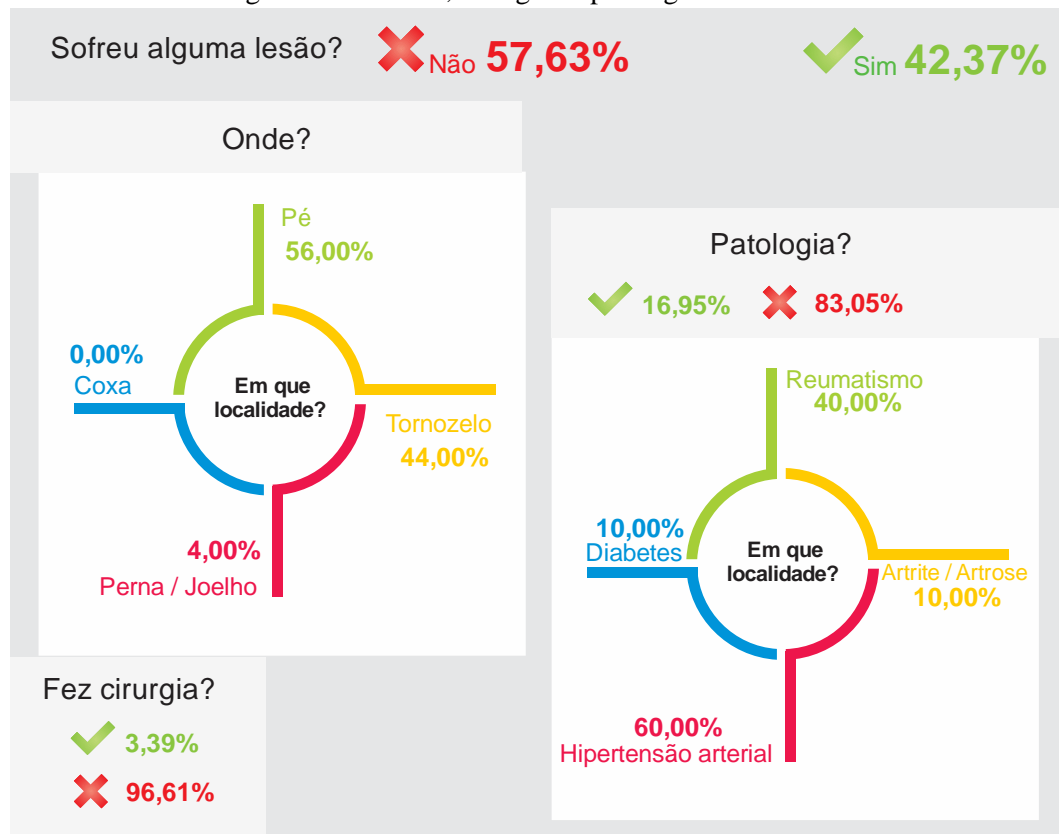 Sofreu alguma lesão? Não 57,63% Sim 42,37%
Onde?
Pé
56,00%
0,00%
Coxa
Em que
localidade?
Tornozelo
44,00%
4,00%
Perna / Joelho
Patologia?
16,95% 83,05%
Reumatismo
40,00%
10,00%
Diabetes
Em que
localidade?
Artrite / Artrose
10,00%
60,00%
Hipertensão arterial
Fez cirurgia?
3,39%
96,61%